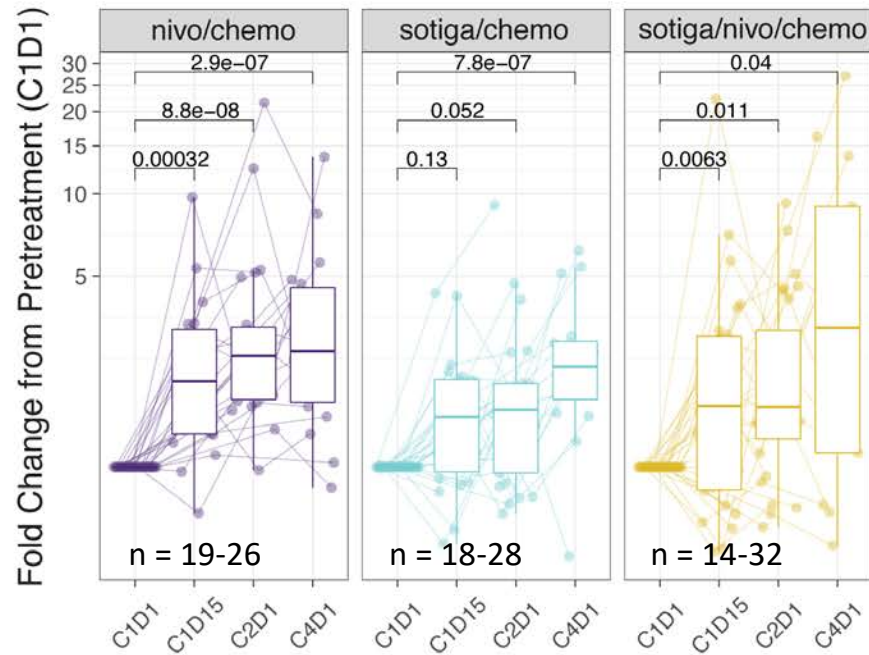 Fold Change from Pretreatment (C1D1)
nivo/chemo
sotiga/chemo
sotiga/nivo/chemo
30
25
20
15
10
5
2.9e-07
8.8e-08
0.00032
7.8e-07
0.052
0.13
0.04
0.011
0.0063
n = 19-26
n = 18-28
n = 14-32
C1D1
C1D15
C2D1
C4D1
C1D1
C1D15
C2D1
C4D1
C1D1
C1D15
C2D1
C4D1